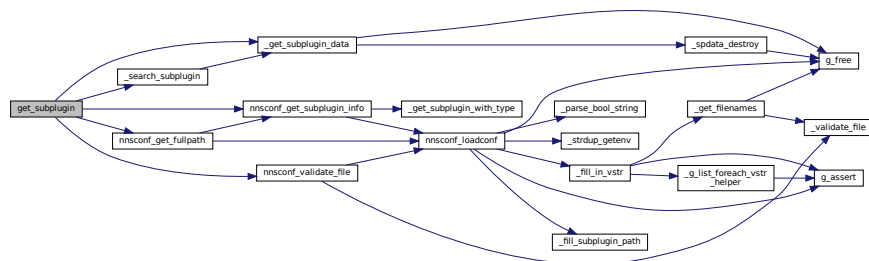 _get_subplugin_data
_spdata_destroy
g_free
_search_subplugin
get_subplugin
nnsconf_get_subplugin_info
_get_subplugin_with_type
_parse_bool_string
_get_filenames
_validate_file
nnsconf_get_fullpath
nnsconf_loadconf
_strdup_getenv
nnsconf_validate_file
_fill_in_vstr
_g_list_foreach_vstr
_helper
g_assert
_fill_subplugin_path